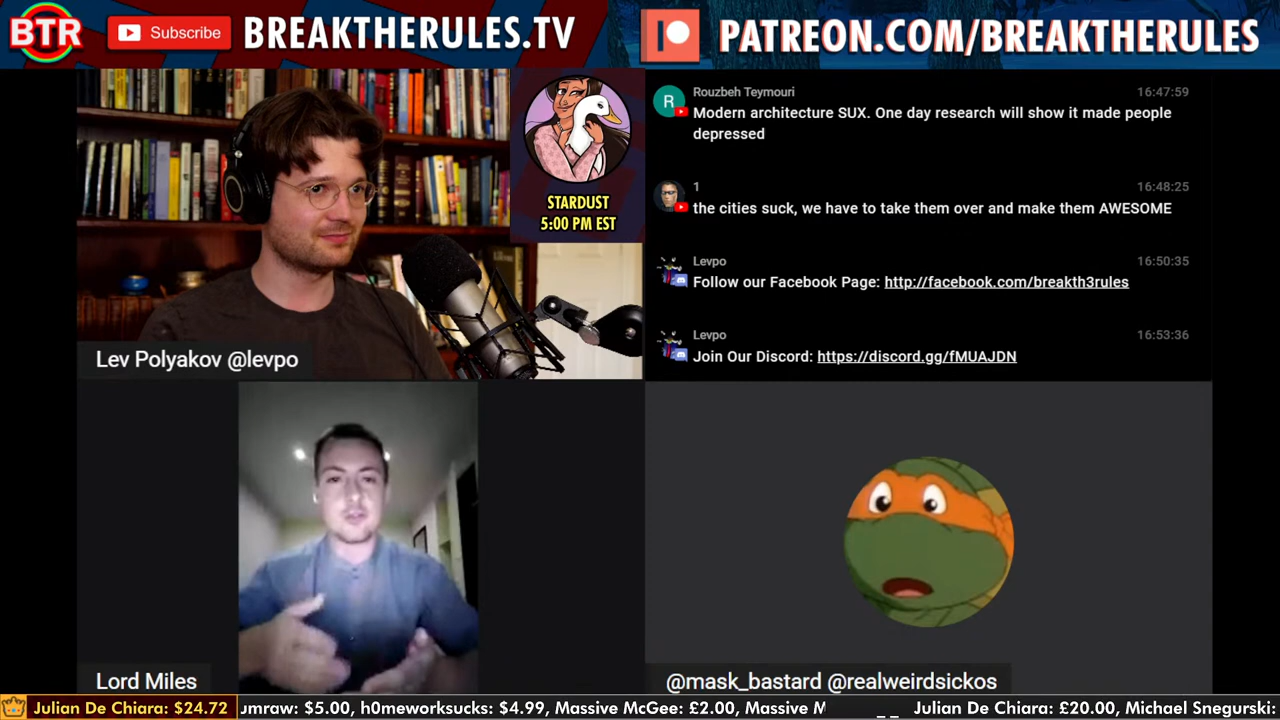 BTR
Subscribe
BREAKTHERULES.TV
PATREON.COM/BREAKTHERULES
STARDUST
5:00 PM EST
Lev Polyakov @levpo
R
Rouzbeh Teymouri
16:47:59
Modern architecture SUX. One day research will show it made people
depressed
1
16:48:25
the cities suck, we have to take them over and make them AWESOME
Levpo
16:50:35
Follow our Facebook Page: http://facebook.com/breakth3rules
Levpo
16:53:36
Join Our Discord: https://discord.gg/fMUAJDN
Lord Miles
@mask_bastard @realweirdsickos
Julian De Chiara: $24.72
umraw: $5.00, h0meworksucks: $4.99, Massive McGee: £2.00, Massive M
Julian De Chiara: £20.00, Michael Snegurski: